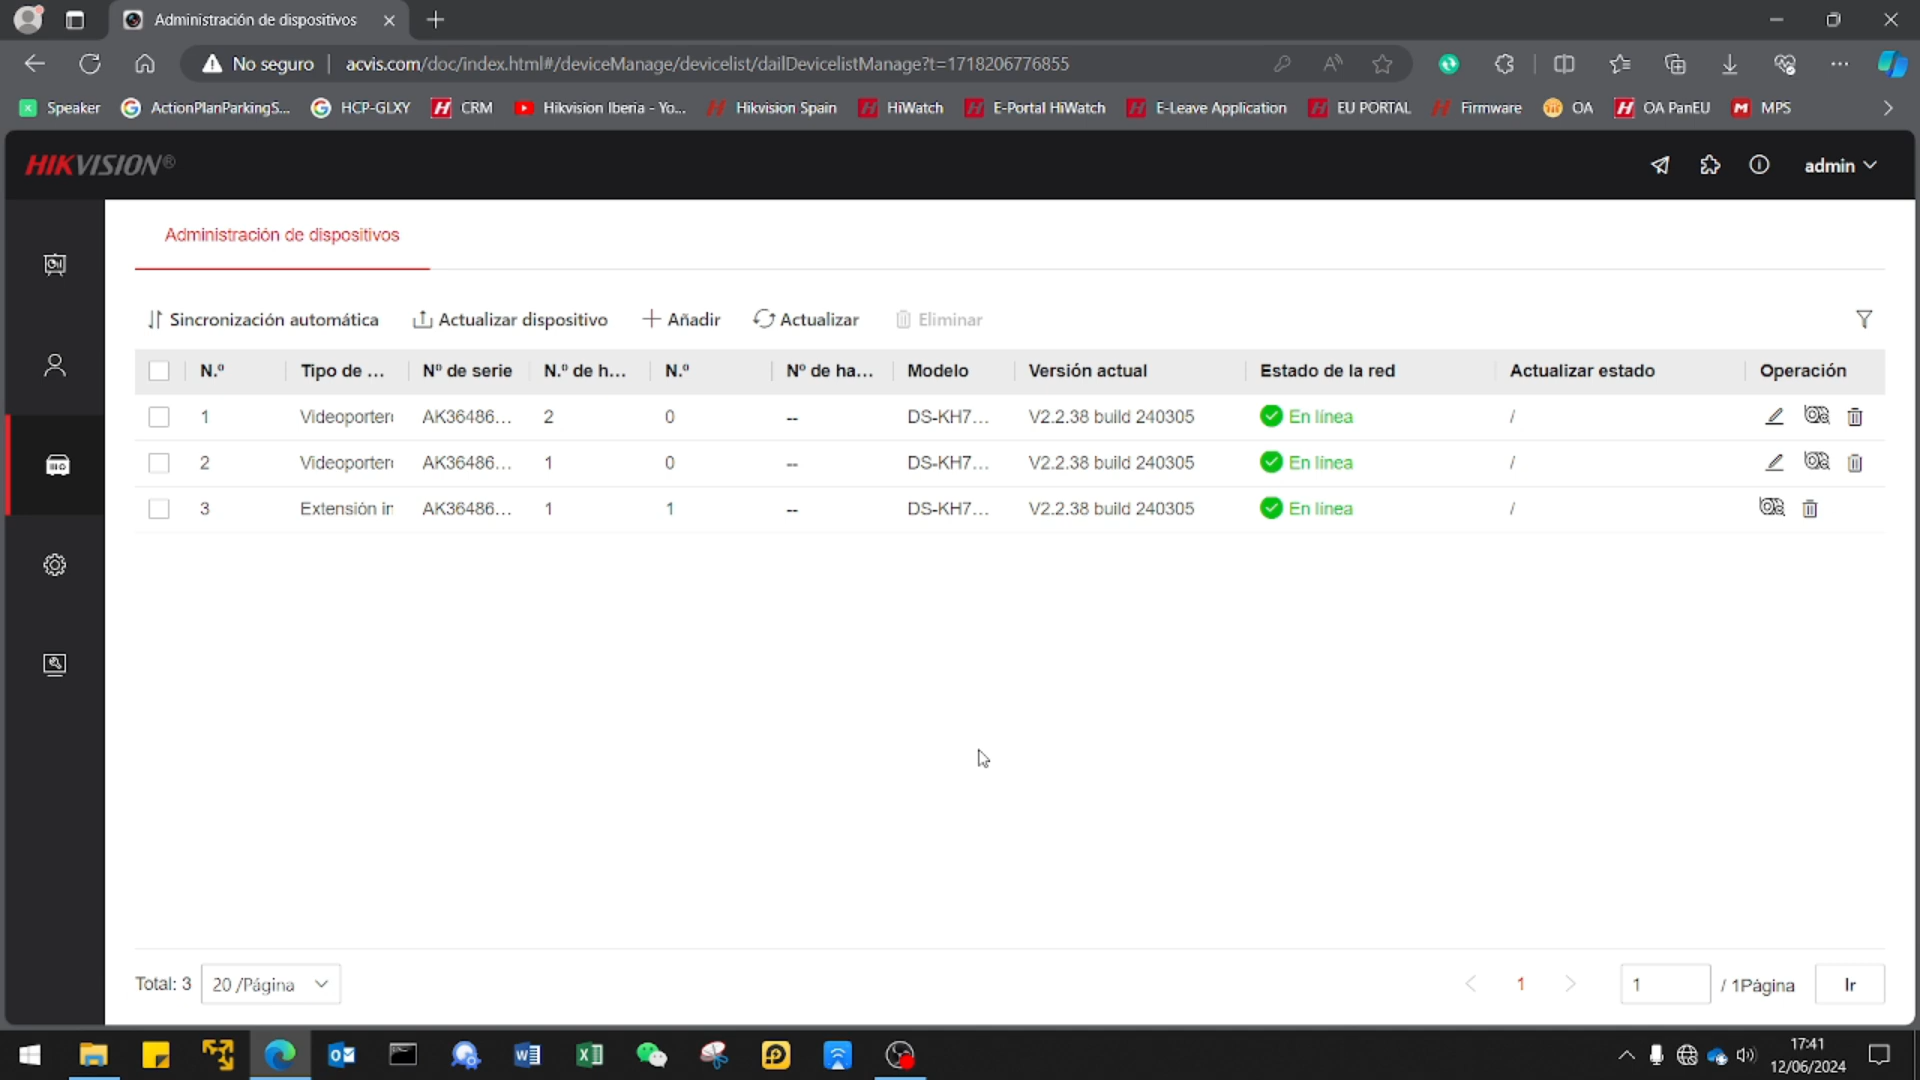 Administración de dispositivos
No seguro | acvis.com/doc/index.html#/deviceManage/devicelist/dailDevicelistManage?t=1718206776855
Speaker ActionPlanParkingS... HCP-GLXY CRM Hikvision Iberia - Yo... Hikvision Spain HiWatch E-Portal HiWatch E-Leave Application EU PORTAL Firmware OA OA PanEU MPS
HIKVISION® admin
Administración de dispositivos
Sincronización automática Actualizar dispositivo Añadir Actualizar Eliminar
N.º Tipo de ... Nº de serie N.º de h... N.º Nº de ha... Modelo Versión actual Estado de la red Actualizar estado Operación
1 Videoporter AK36486... 2 0 -- DS-KH7... V2.2.38 build 240305 En línea /
2 Videoporter AK36486... 1 0 -- DS-KH7... V2.2.38 build 240305 En línea /
3 Extensión in AK36486... 1 1 -- DS-KH7... V2.2.38 build 240305 En línea /
Total: 3 20 /Página 1 1 / 1Página Ir
17:41
12/06/2024